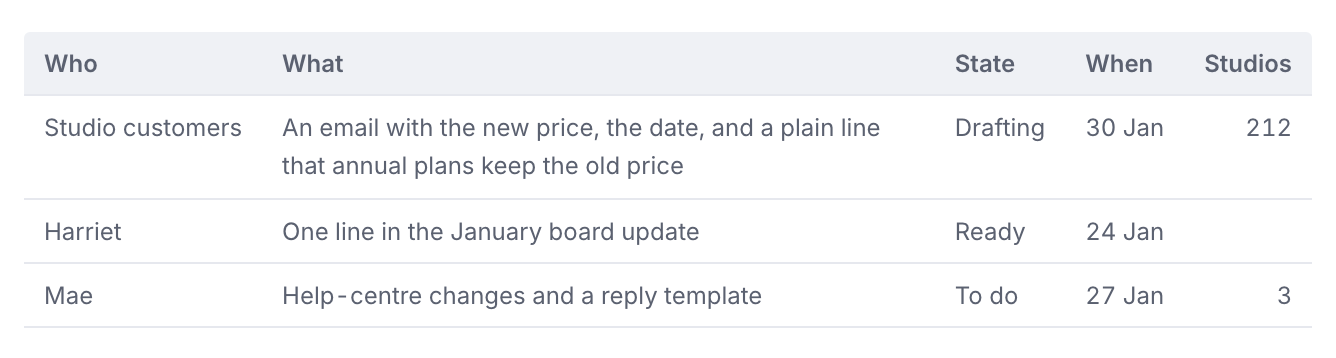 Who What State When Studios
Studio customers An email with the new price, the date, and a plain line Drafting 30 Jan 212
that annual plans keep the old price
Harriet One line in the January board update Ready 24 Jan
Mae Help-centre changes and a reply template To do 27 Jan 3